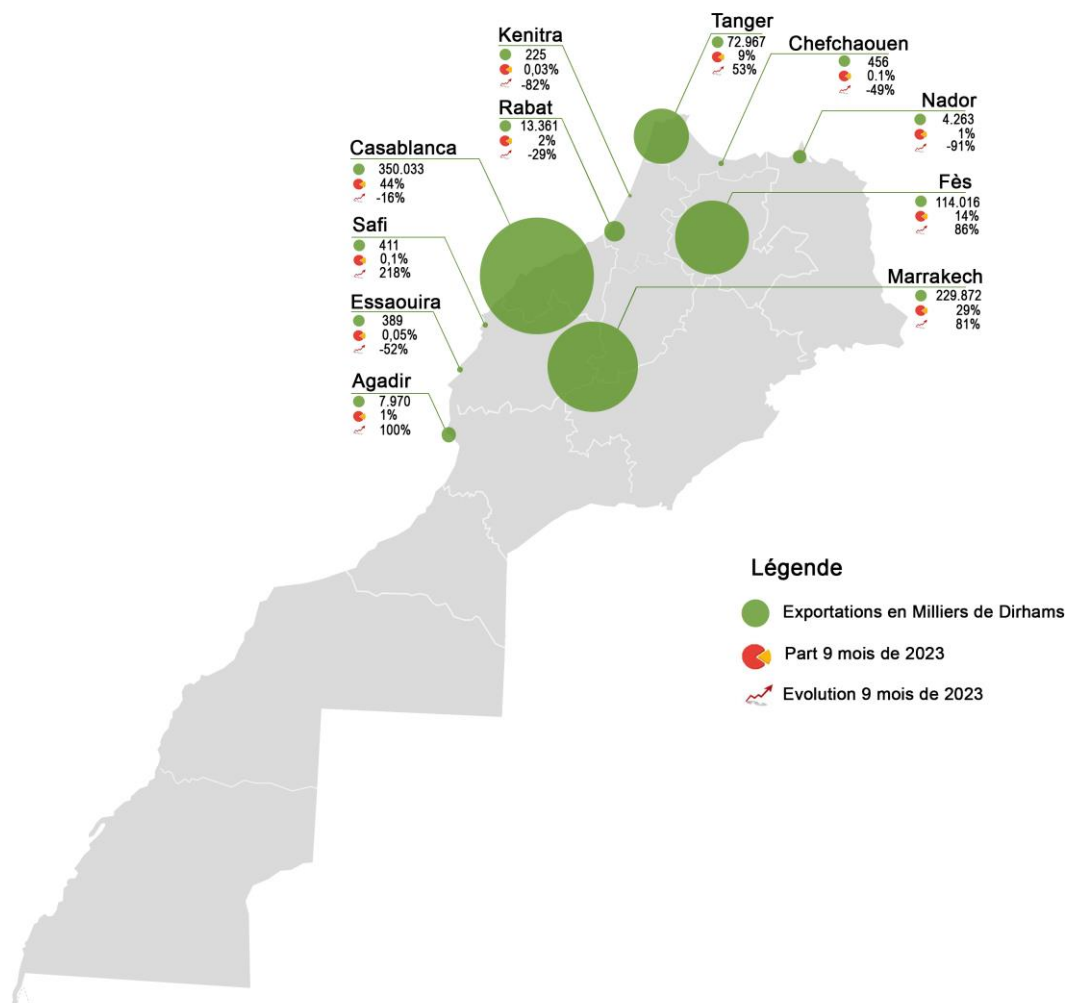 Tanger
72.967
9%
53%
Kenitra
225
0,03%
-82%
Chefchaouen
456
0.1%
-49%
Rabat
13.361
2%
-29%
Nador
4.263
1%
-91%
Casablanca
350.033
44%
-16%
Fès
114.016
14%
86%
Safi
411
0,1%
218%
Marrakech
229.872
29%
81%
Essaouira
389
0,05%
-52%
Agadir
7.970
1%
100%
Légende
Exportations en Milliers de Dirhams
Part 9 mois de 2023
Evolution 9 mois de 2023